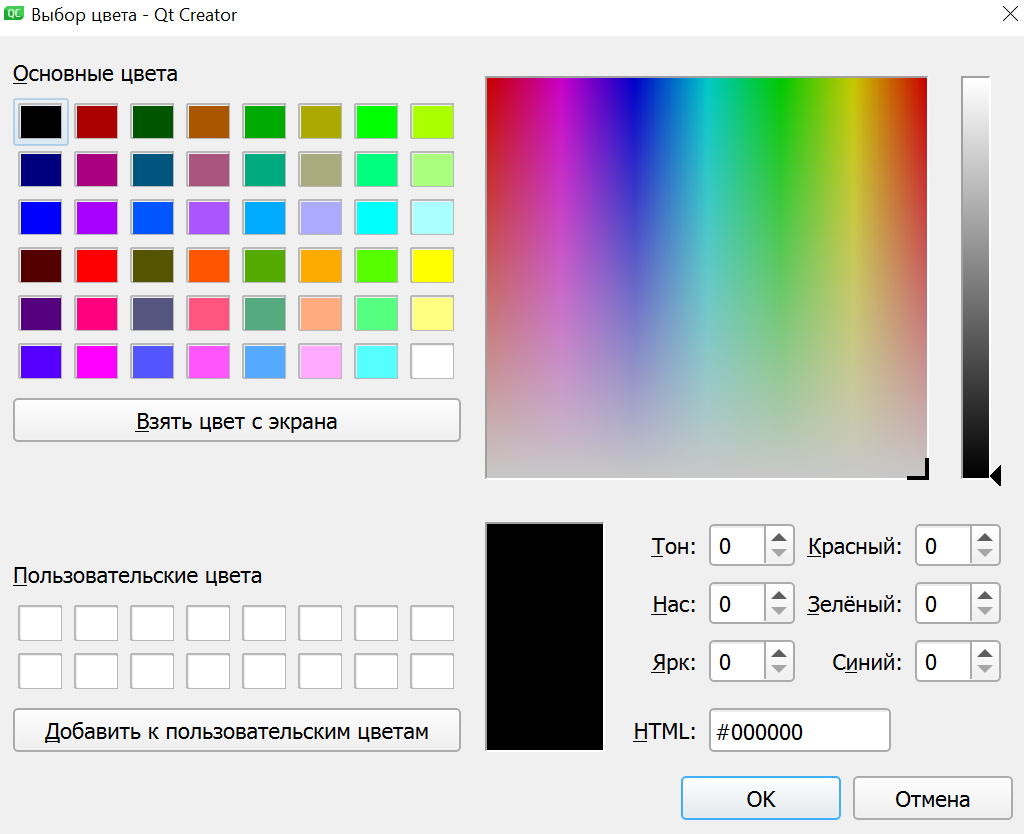 QC Выбор цвета - Qt Creator
Основные цвета
Взять цвет с экрана
Пользовательские цвета
Добавить к пользовательским цветам
Тон: 0 Красный: 0
Нас: 0 Зелёный: 0
Ярк: 0 Синий: 0
HTML: #000000
OK Отмена